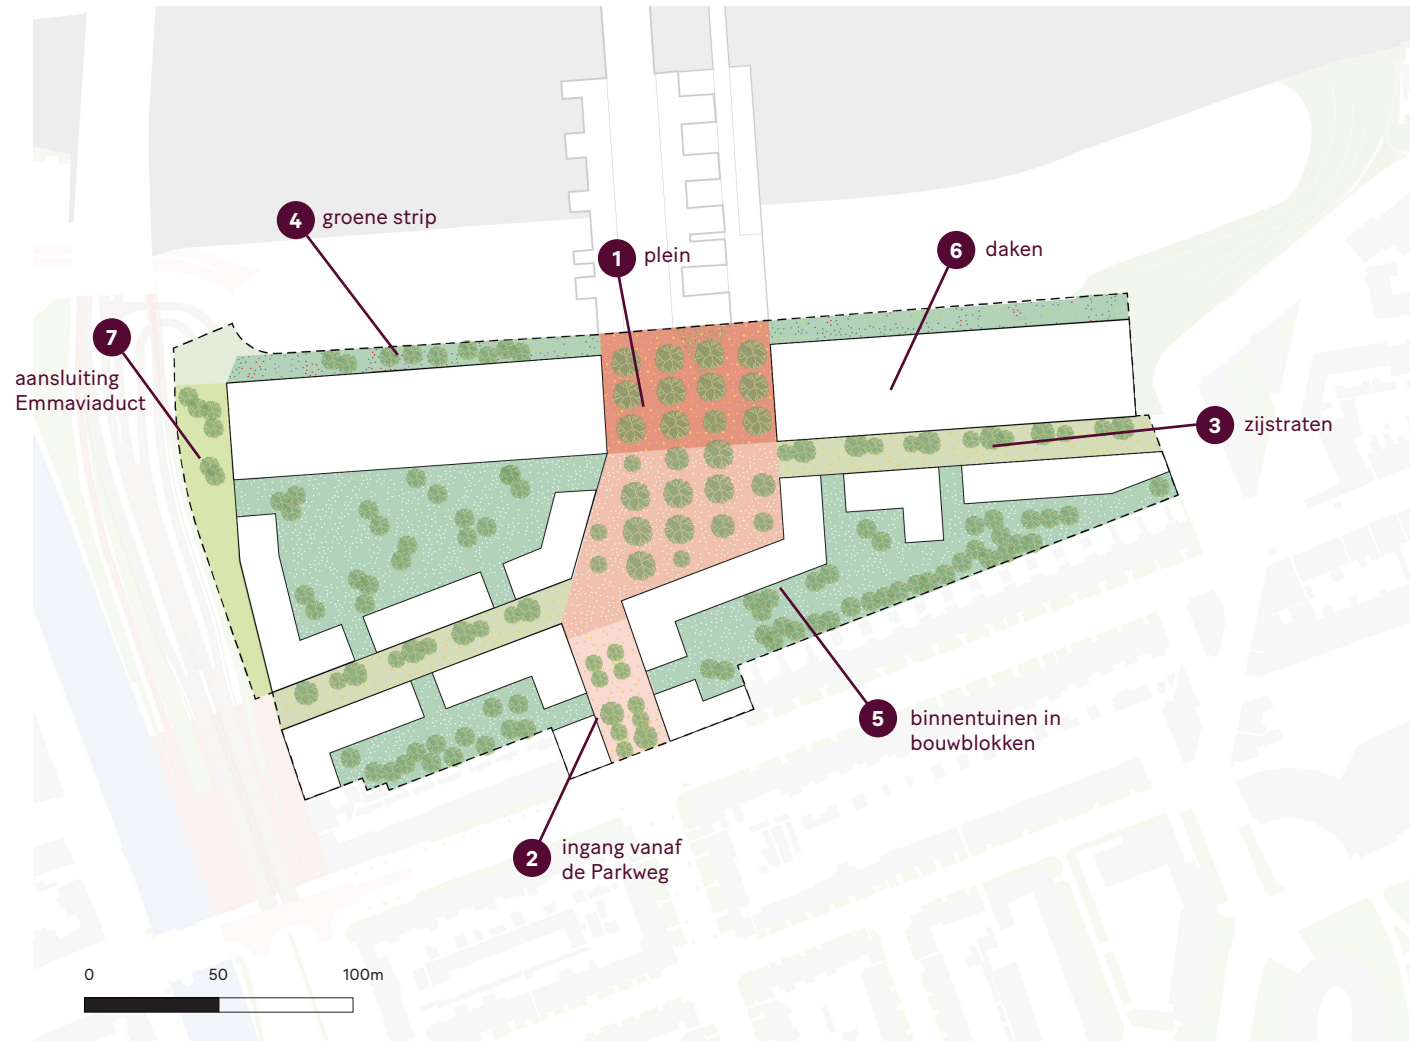 4 groene strip
1 plein
6 daken
7
aansluiting
Emmaviaduct
3 zijstraten
5 binnentuinen in
bouwblokken
2 ingang vanaf
de Parkweg
0 50 100m